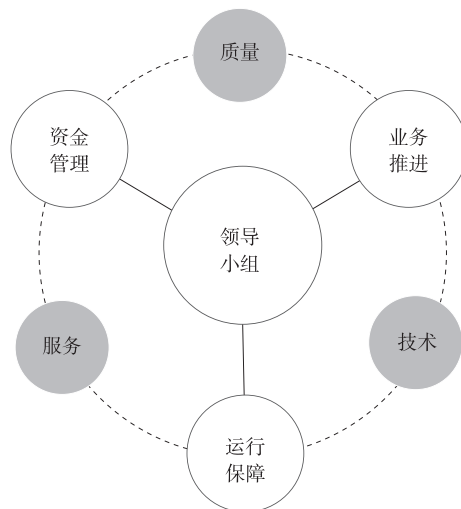 质量
资金
管理
业务
推进
领导
小组
服务
技术
运行
保障